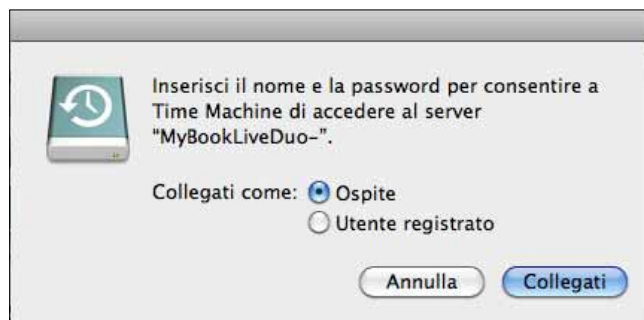 Inserisci il nome e la password per consentire a
Time Machine di accedere al server
“MyBookLiveDuo-”.
Collegati come: Ospite
Utente registrato
Annulla Collegati